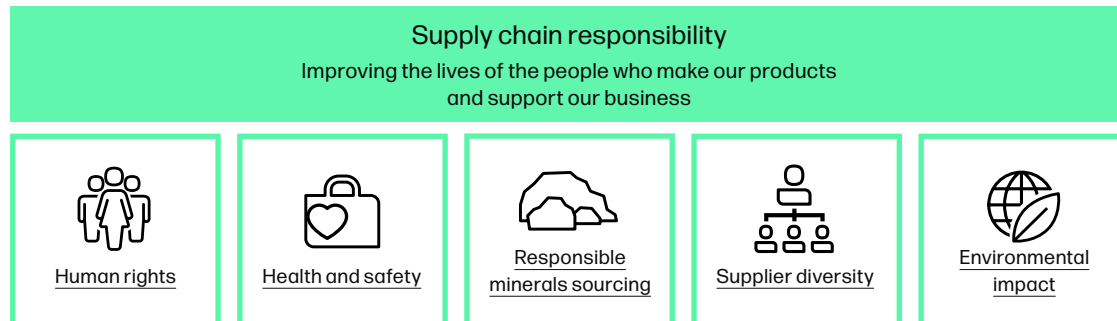 Supply chain responsibility
Improving the lives of the people who make our products
and support our business
Human rights
Health and safety
Responsible
minerals sourcing
Supplier diversity
Environmental
impact